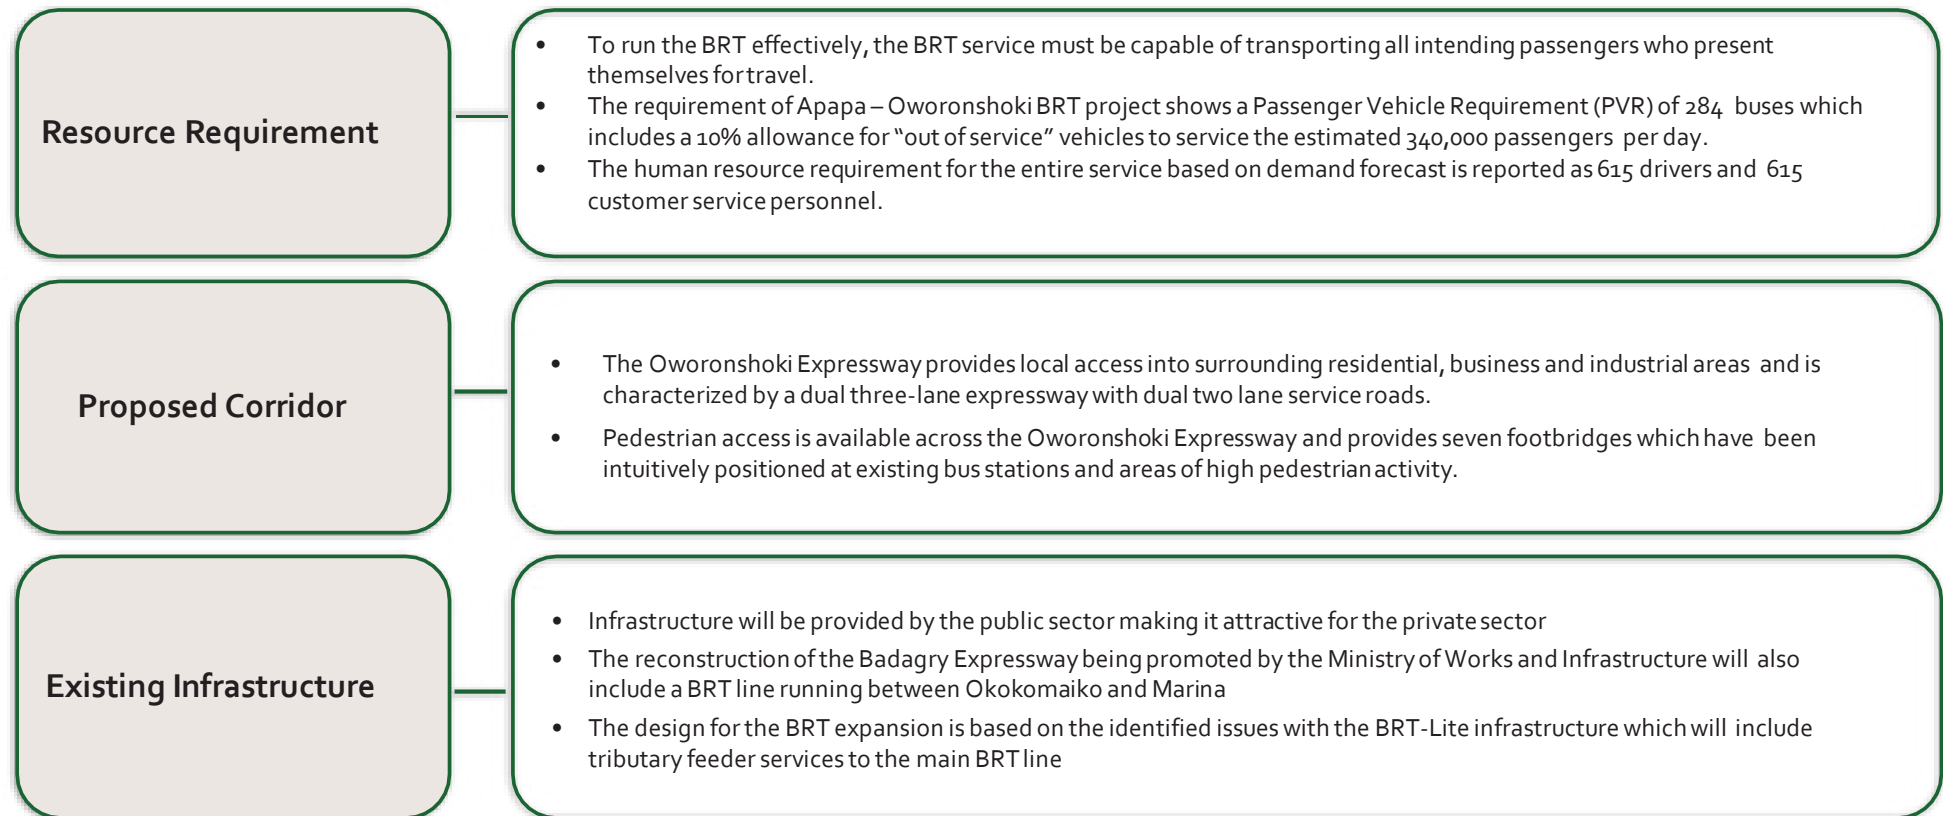 Resource Requirement
• To run the BRT effectively, the BRT service must be capable of transporting all intending passengers who present
themselves for travel.
• The requirement of Apapa – Oworonshoki BRT project shows a Passenger Vehicle Requirement (PVR) of 284 buses which
includes a 10% allowance for “out of service” vehicles to service the estimated 340,000 passengers per day.
• The human resource requirement for the entire service based on demand forecast is reported as 615 drivers and 615
customer service personnel.
Proposed Corridor
• The Oworonshoki Expressway provides local access into surrounding residential, business and industrial areas and is
characterized by a dual three-lane expressway with dual two lane service roads.
• Pedestrian access is available across the Oworonshoki Expressway and provides seven footbridges which have been
intuitively positioned at existing bus stations and areas of high pedestrian activity.
Existing Infrastructure
• Infrastructure will be provided by the public sector making it attractive for the private sector
• The reconstruction of the Badagry Expressway being promoted by the Ministry of Works and Infrastructure will also
include a BRT line running between Okokomaiko and Marina
• The design for the BRT expansion is based on the identified issues with the BRT-Lite infrastructure which will include
tributary feeder services to the main BRT line